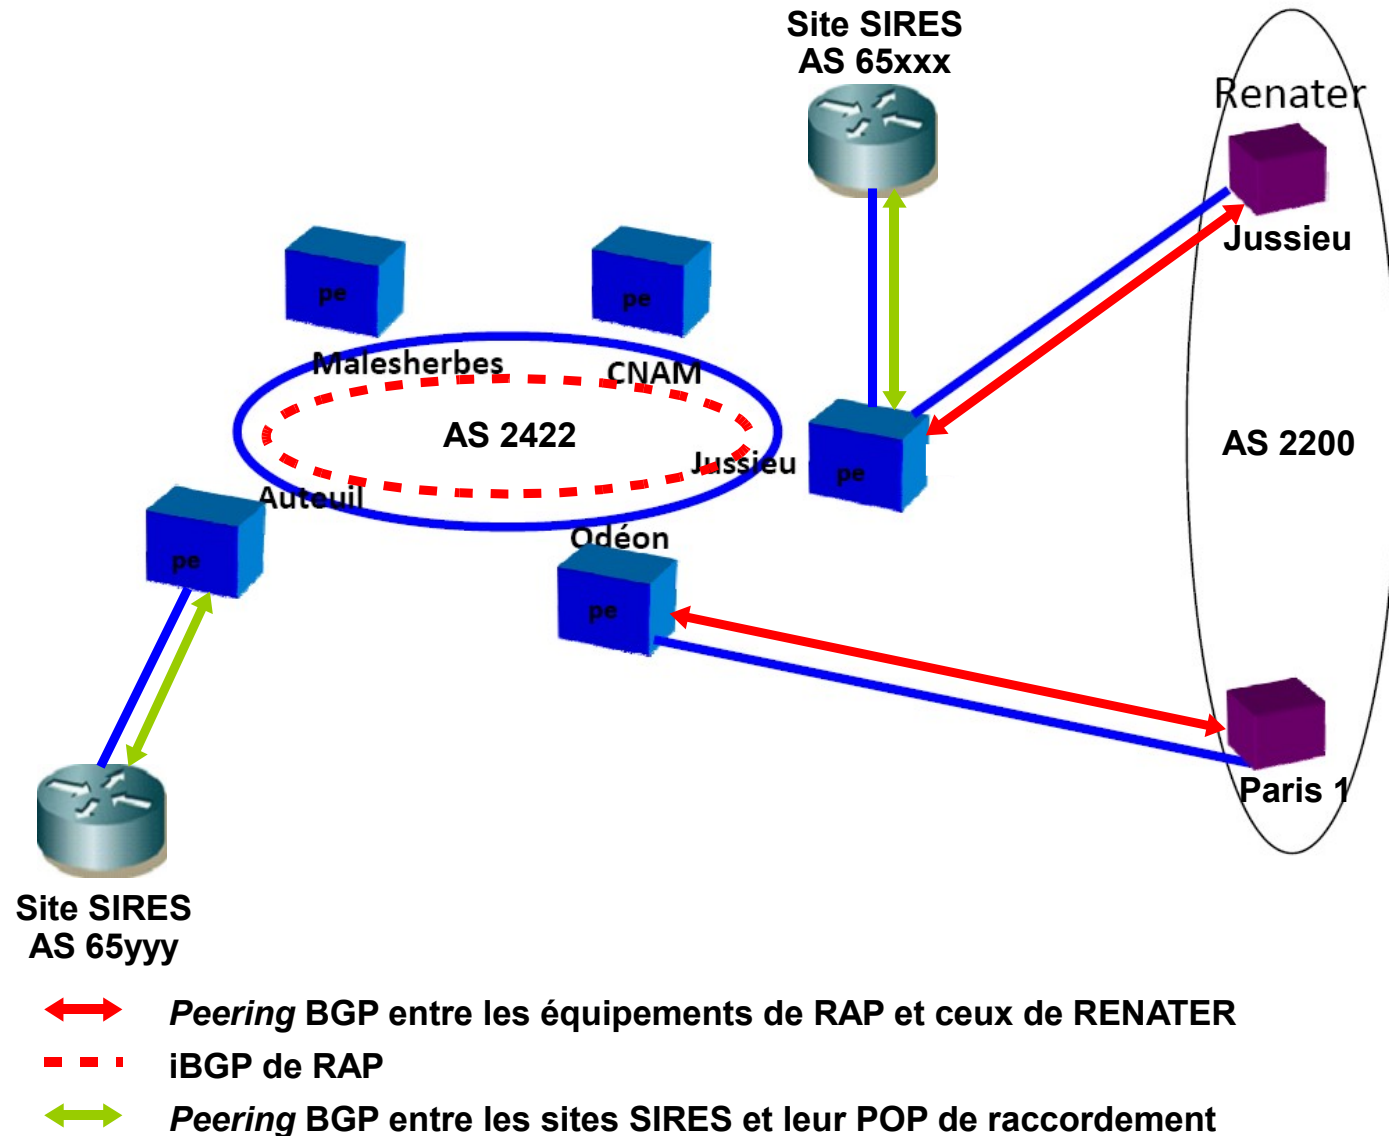 Site SIRES
AS 65xxx
Renater
Jussieu
pe
pe
Malesherbes
CNAM
AS 2422
AS 2200
Jussieu
pe
Auteuil
Odéon
pe
pe
Paris 1
Site SIRES
AS 65yyy
Peering BGP entre les équipements de RAP et ceux de RENATER
iBGP de RAP
Peering BGP entre les sites SIRES et leur POP de raccordement